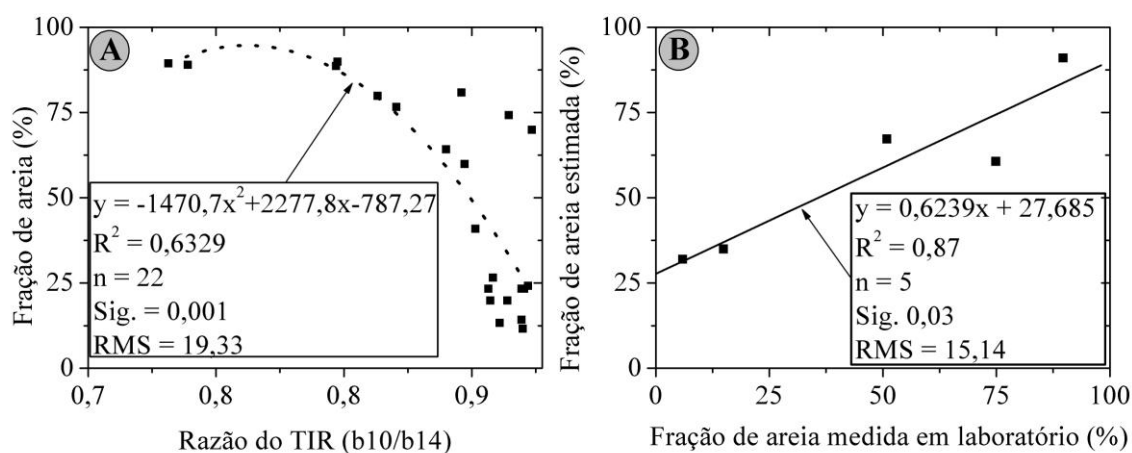 A
Fração de areia (%)
100
75
50
25
0
y = -1470,7x²+2277,8x-787,27
R² = 0,6329
n = 22
Sig. = 0,001
RMS = 19,33
0,7 0,8 0,8 0,9
Razão do TIR (b10/b14)
B
Fração de areia estimada (%)
100
75
50
25
0
y = 0,6239x + 27,685
R² = 0,87
n = 5
Sig. 0,03
RMS = 15,14
0 25 50 75 100
Fração de areia medida em laboratório (%)